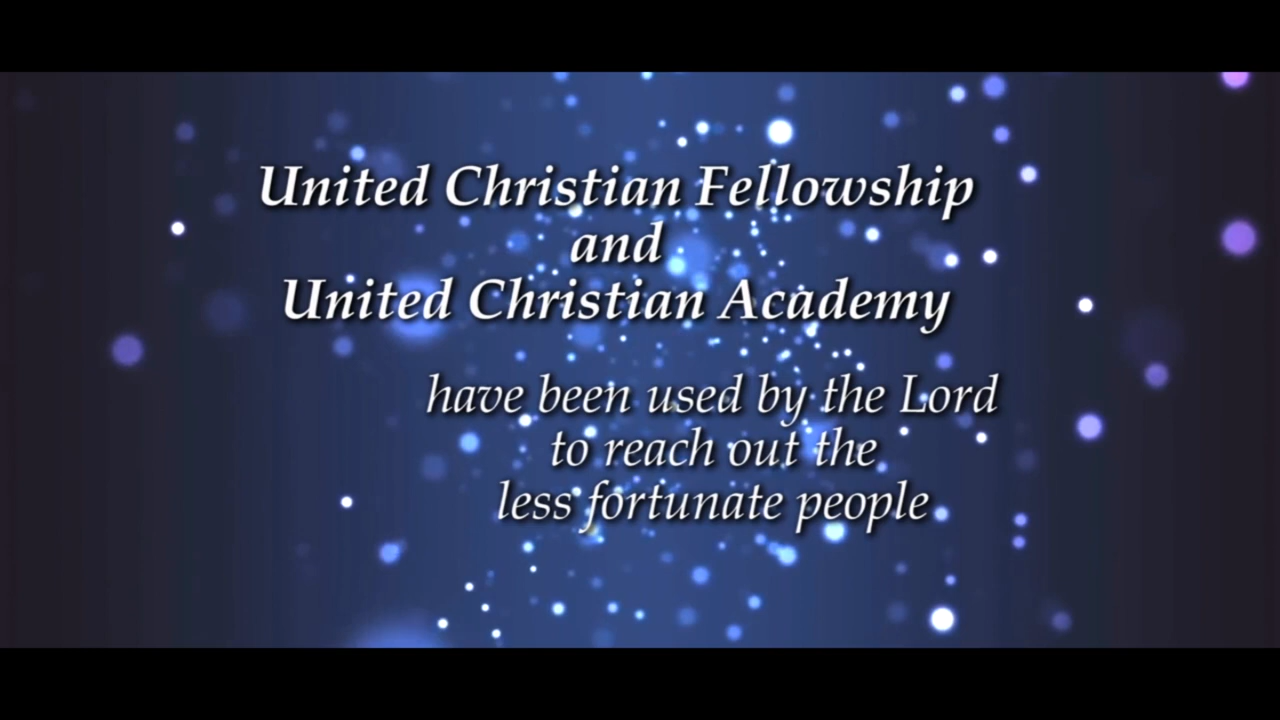 United Christian Fellowship
and
United Christian Academy
have been used by the Lord
to reach out the
less fortunate people